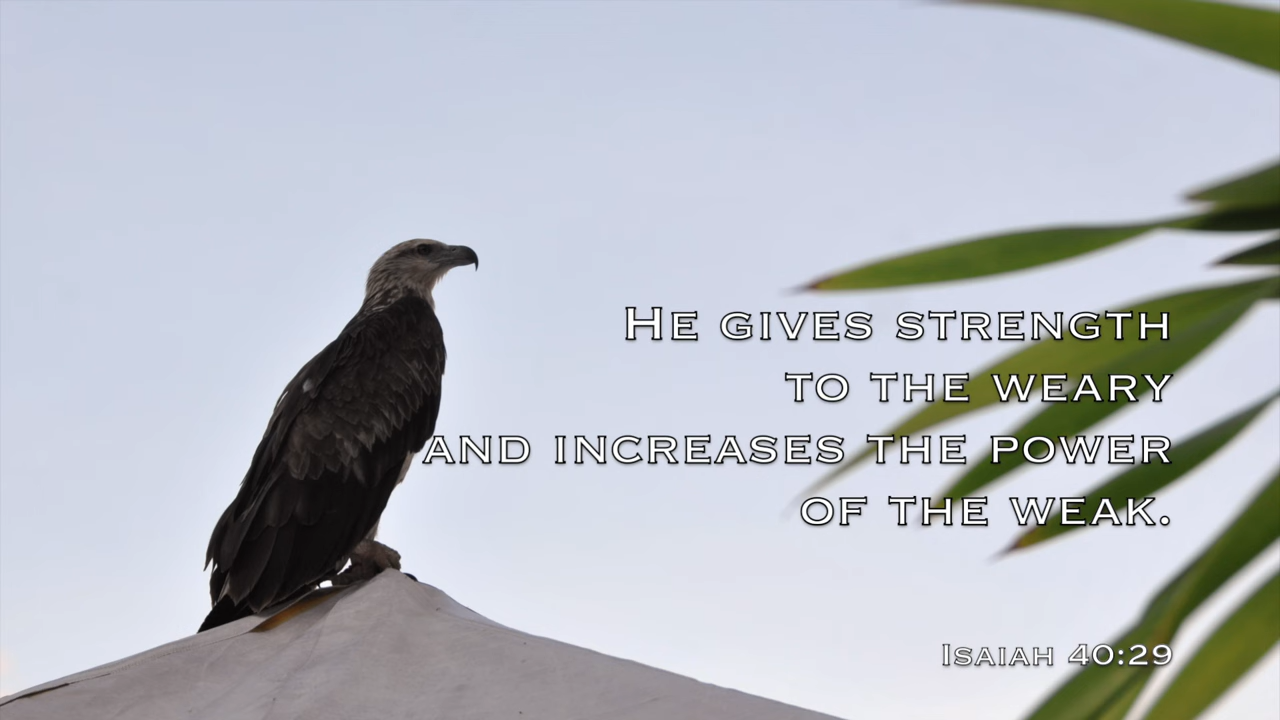 He gives strength
to the weary
and increases the power
of the weak.
Isaiah 40:29